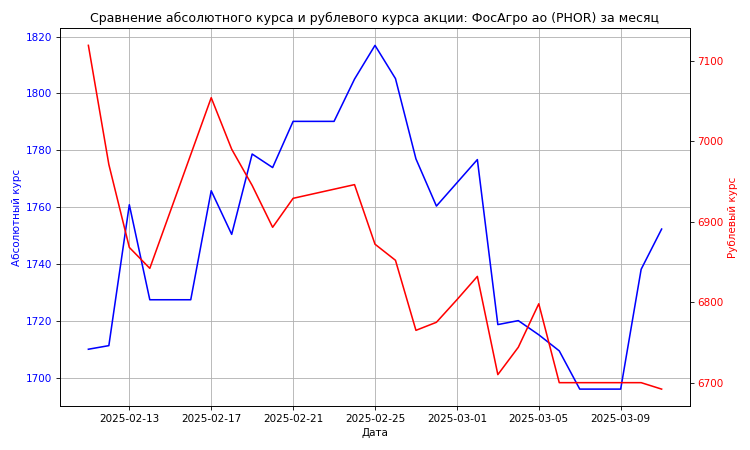 Сравнение абсолютного курса и рублевого курса акции: ФосАгро ао (PHOR) за месяц
1820
1800
1780
1760
1740
1720
1700
Абсолютный курс
7100
7000
6900
6800
6700
Рублевый курс
2025-02-13 2025-02-17 2025-02-21 2025-02-25 2025-03-01 2025-03-05 2025-03-09
Дата